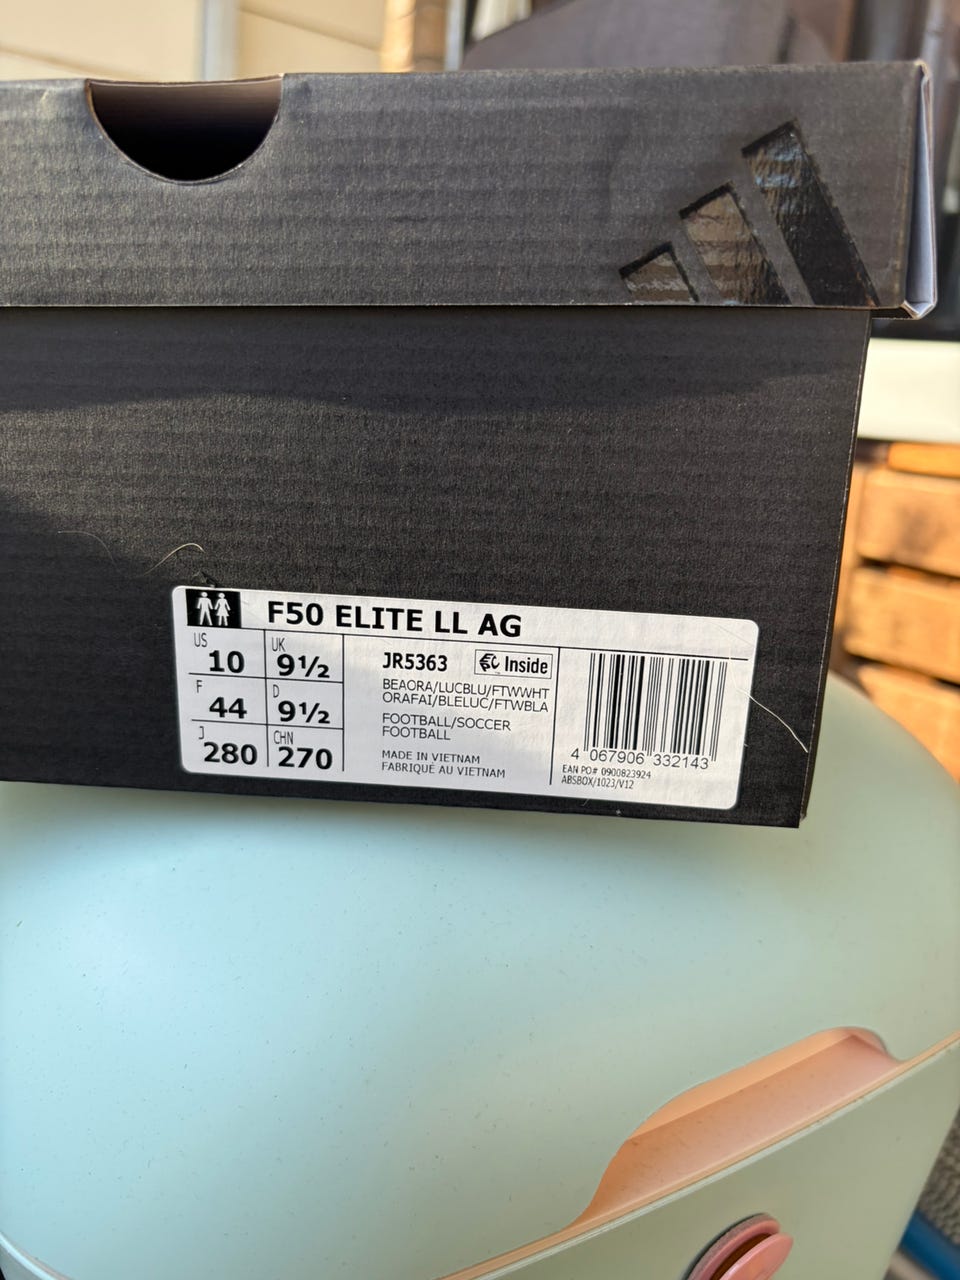 F50 ELITE LL AG
US 10
UK 9½
F 44
D 9½
J 280
CHN 270
JR5363
Inside
BEAORA/LUCBLU/FTWWHT
ORAFAI/BLELUC/FTWBLA
FOOTBALL/SOCCER
FOOTBALL
MADE IN VIETNAM
FABRIQUÉ AU VIETNAM
4 067906 332143
EAN PO# 0900823924
ABSBOX/1023/V12